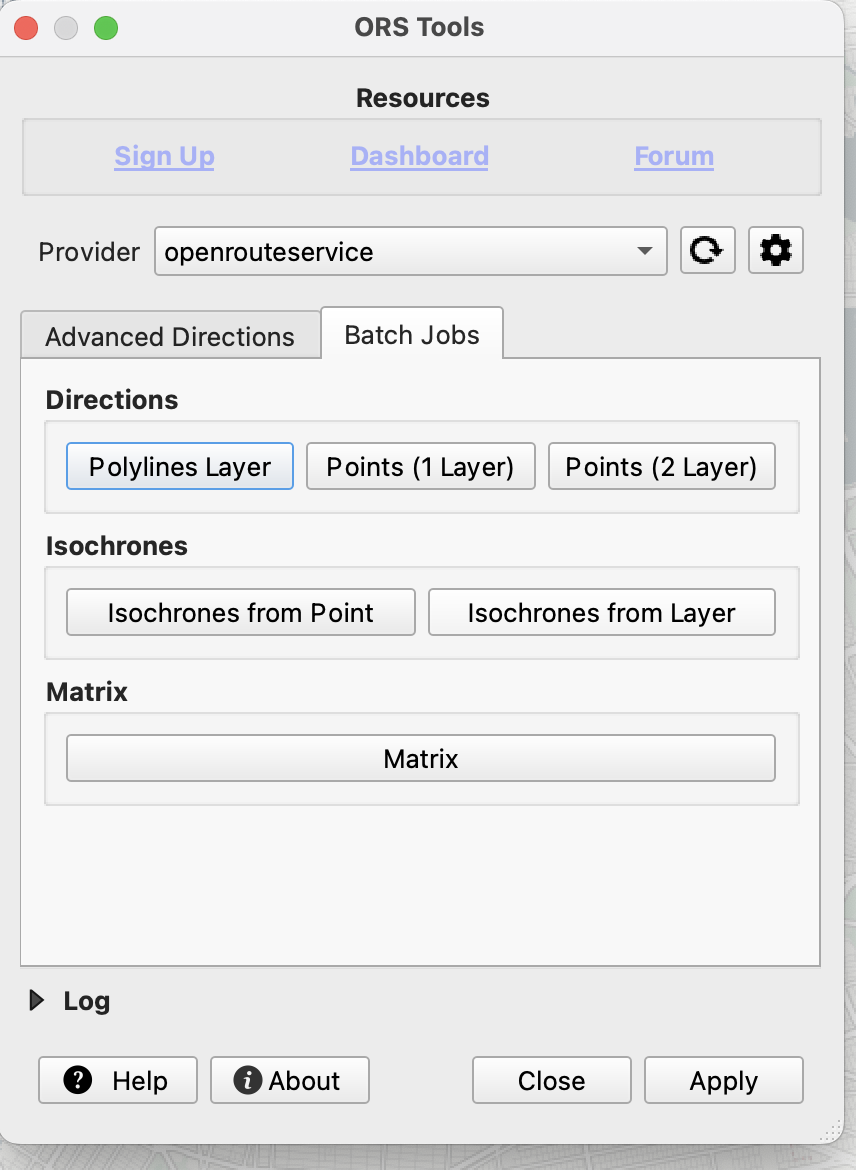 ORS Tools
Resources
Sign Up Dashboard Forum
Provider openrouteservice
Advanced Directions Batch Jobs
Directions
Polylines Layer Points (1 Layer) Points (2 Layer)
Isochrones
Isochrones from Point Isochrones from Layer
Matrix
Matrix
Log
Help About Close Apply